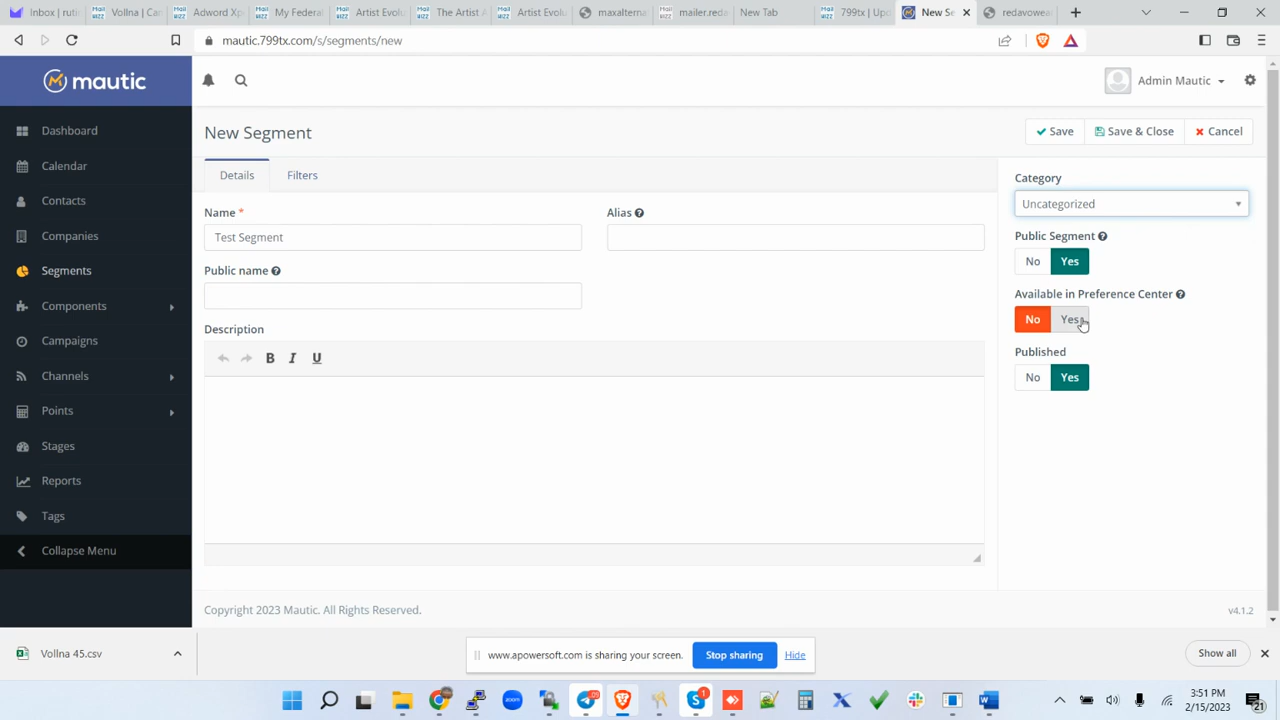 Inbox | rout
Vollna | Car
Adword Xp
My Federal
Artist Evolu
The Artist A
Artist Evolu
maxalterna
mailer.reda
New Tab
799tx | Upd
New Se
redavowea
mautic.799tx.com/s/segments/new
mautic
Admin Mautic
Dashboard
Calendar
Contacts
Companies
Segments
Components
Campaigns
Channels
Points
Stages
Reports
Tags
Collapse Menu
New Segment
Save
Save & Close
Cancel
Details
Filters
Name *
Test Segment
Alias
Public name
Description
B I U
Category
Uncategorized
Public Segment
No Yes
Available in Preference Center
No Yes
Published
No Yes
Copyright 2023 Mautic. All Rights Reserved.
v4.1.2
Vollna 45.csv
www.apowersoft.com is sharing your screen.
Stop sharing
Hide
Show all
3:51 PM
2/15/2023
21